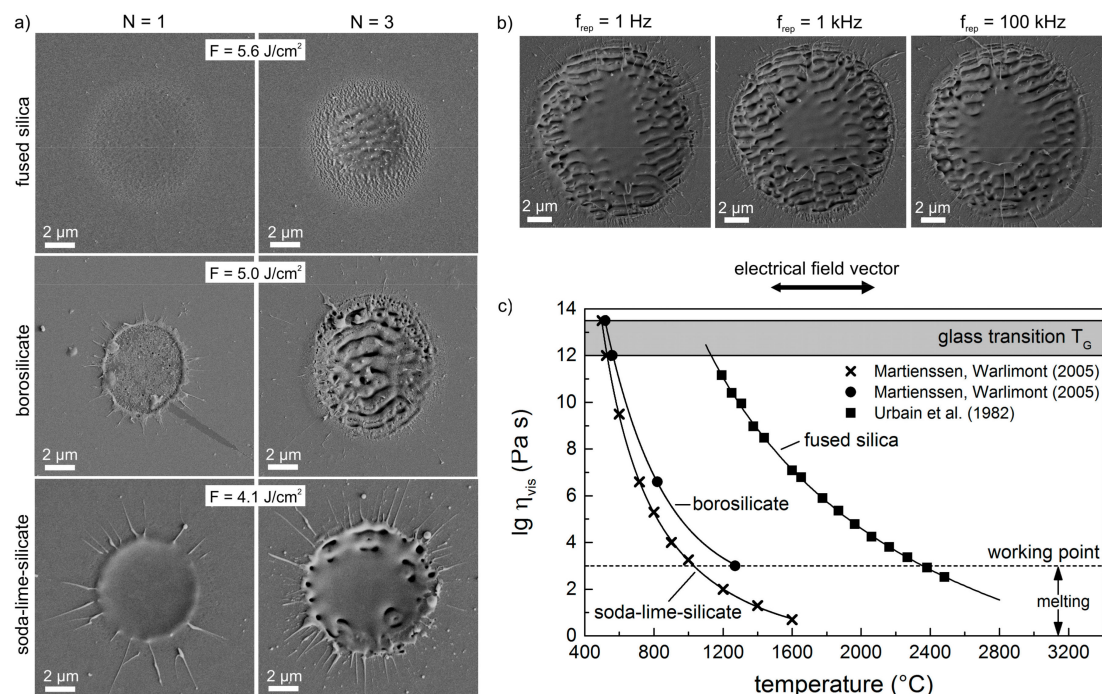 a)
N = 1
N = 3
F = 5.6 J/cm²
fused silica
2 µm
2 µm
F = 5.0 J/cm²
borosilicate
2 µm
2 µm
F = 4.1 J/cm²
soda-lime-silicate
2 µm
2 µm
b)
f_rep = 1 Hz
f_rep = 1 kHz
f_rep = 100 kHz
2 µm
2 µm
2 µm
electrical field vector
c)
14
12
10
8
6
4
2
0
lg η_vis (Pa s)
glass transition T_G
Martienssen, Warlimont (2005)
Martienssen, Warlimont (2005)
Urbain et al. (1982)
fused silica
borosilicate
soda-lime-silicate
working point
melting
400 800 1200 1600 2000 2400 2800 3200
temperature (°C)